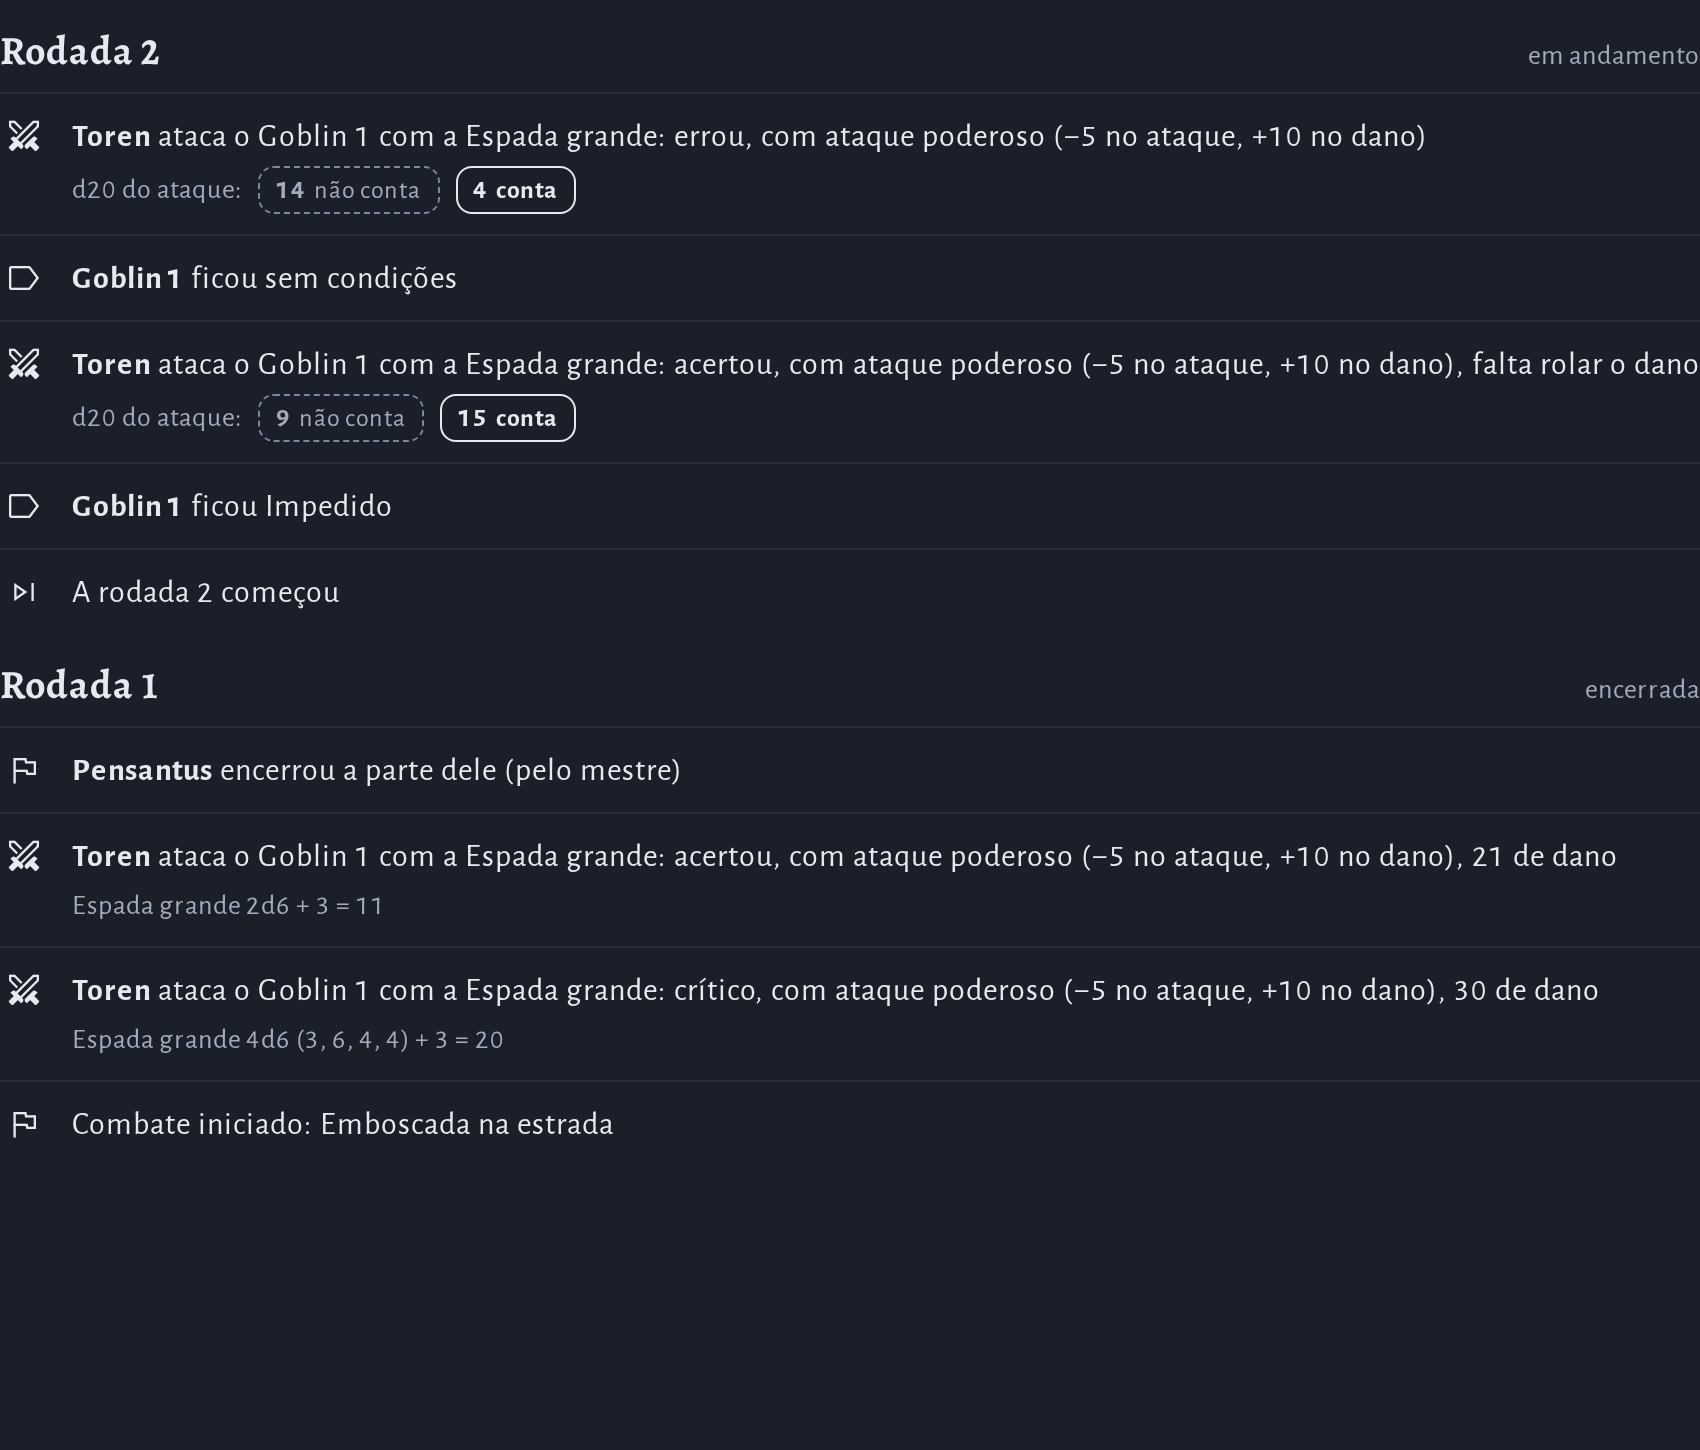 Rodada 2
em andamento
Toren ataca o Goblin 1 com a Espada grande: errou, com ataque poderoso (−5 no ataque, +10 no dano)
d20 do ataque: 14 não conta 4 conta
Goblin 1 ficou sem condições
Toren ataca o Goblin 1 com a Espada grande: acertou, com ataque poderoso (−5 no ataque, +10 no dano), falta rolar o dano
d20 do ataque: 9 não conta 15 conta
Goblin 1 ficou Impedido
A rodada 2 começou
Rodada 1
encerrada
Pensantus encerrou a parte dele (pelo mestre)
Toren ataca o Goblin 1 com a Espada grande: acertou, com ataque poderoso (−5 no ataque, +10 no dano), 21 de dano
Espada grande 2d6 + 3 = 11
Toren ataca o Goblin 1 com a Espada grande: crítico, com ataque poderoso (−5 no ataque, +10 no dano), 30 de dano
Espada grande 4d6 (3, 6, 4, 4) + 3 = 20
Combate iniciado: Emboscada na estrada